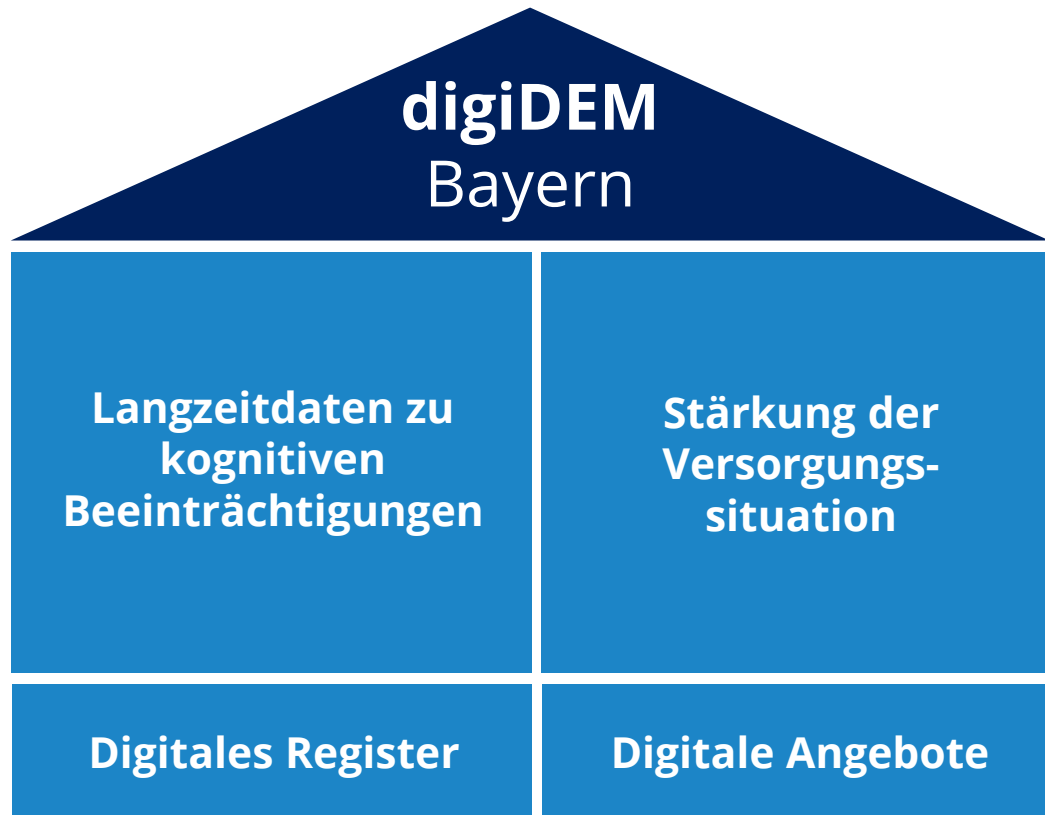 digiDEM
Bayern
Langzeitdaten zu
kognitiven
Beeinträchtigungen
Stärkung der
Versorgungs-
situation
Digitales Register
Digitale Angebote